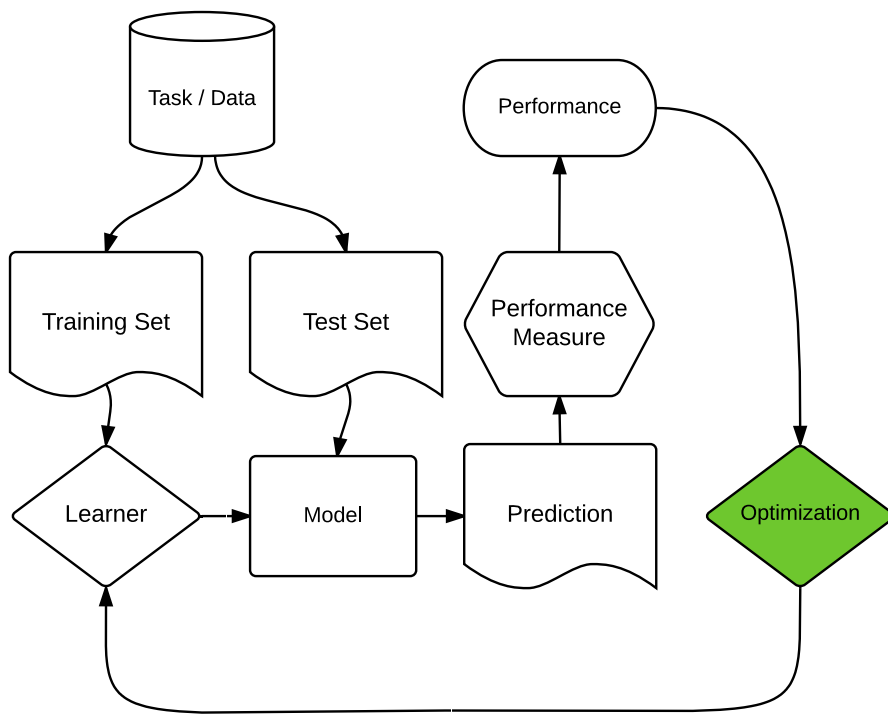 Task / Data
Performance
Training Set
Test Set
Performance
Measure
Learner
Model
Prediction
Optimization